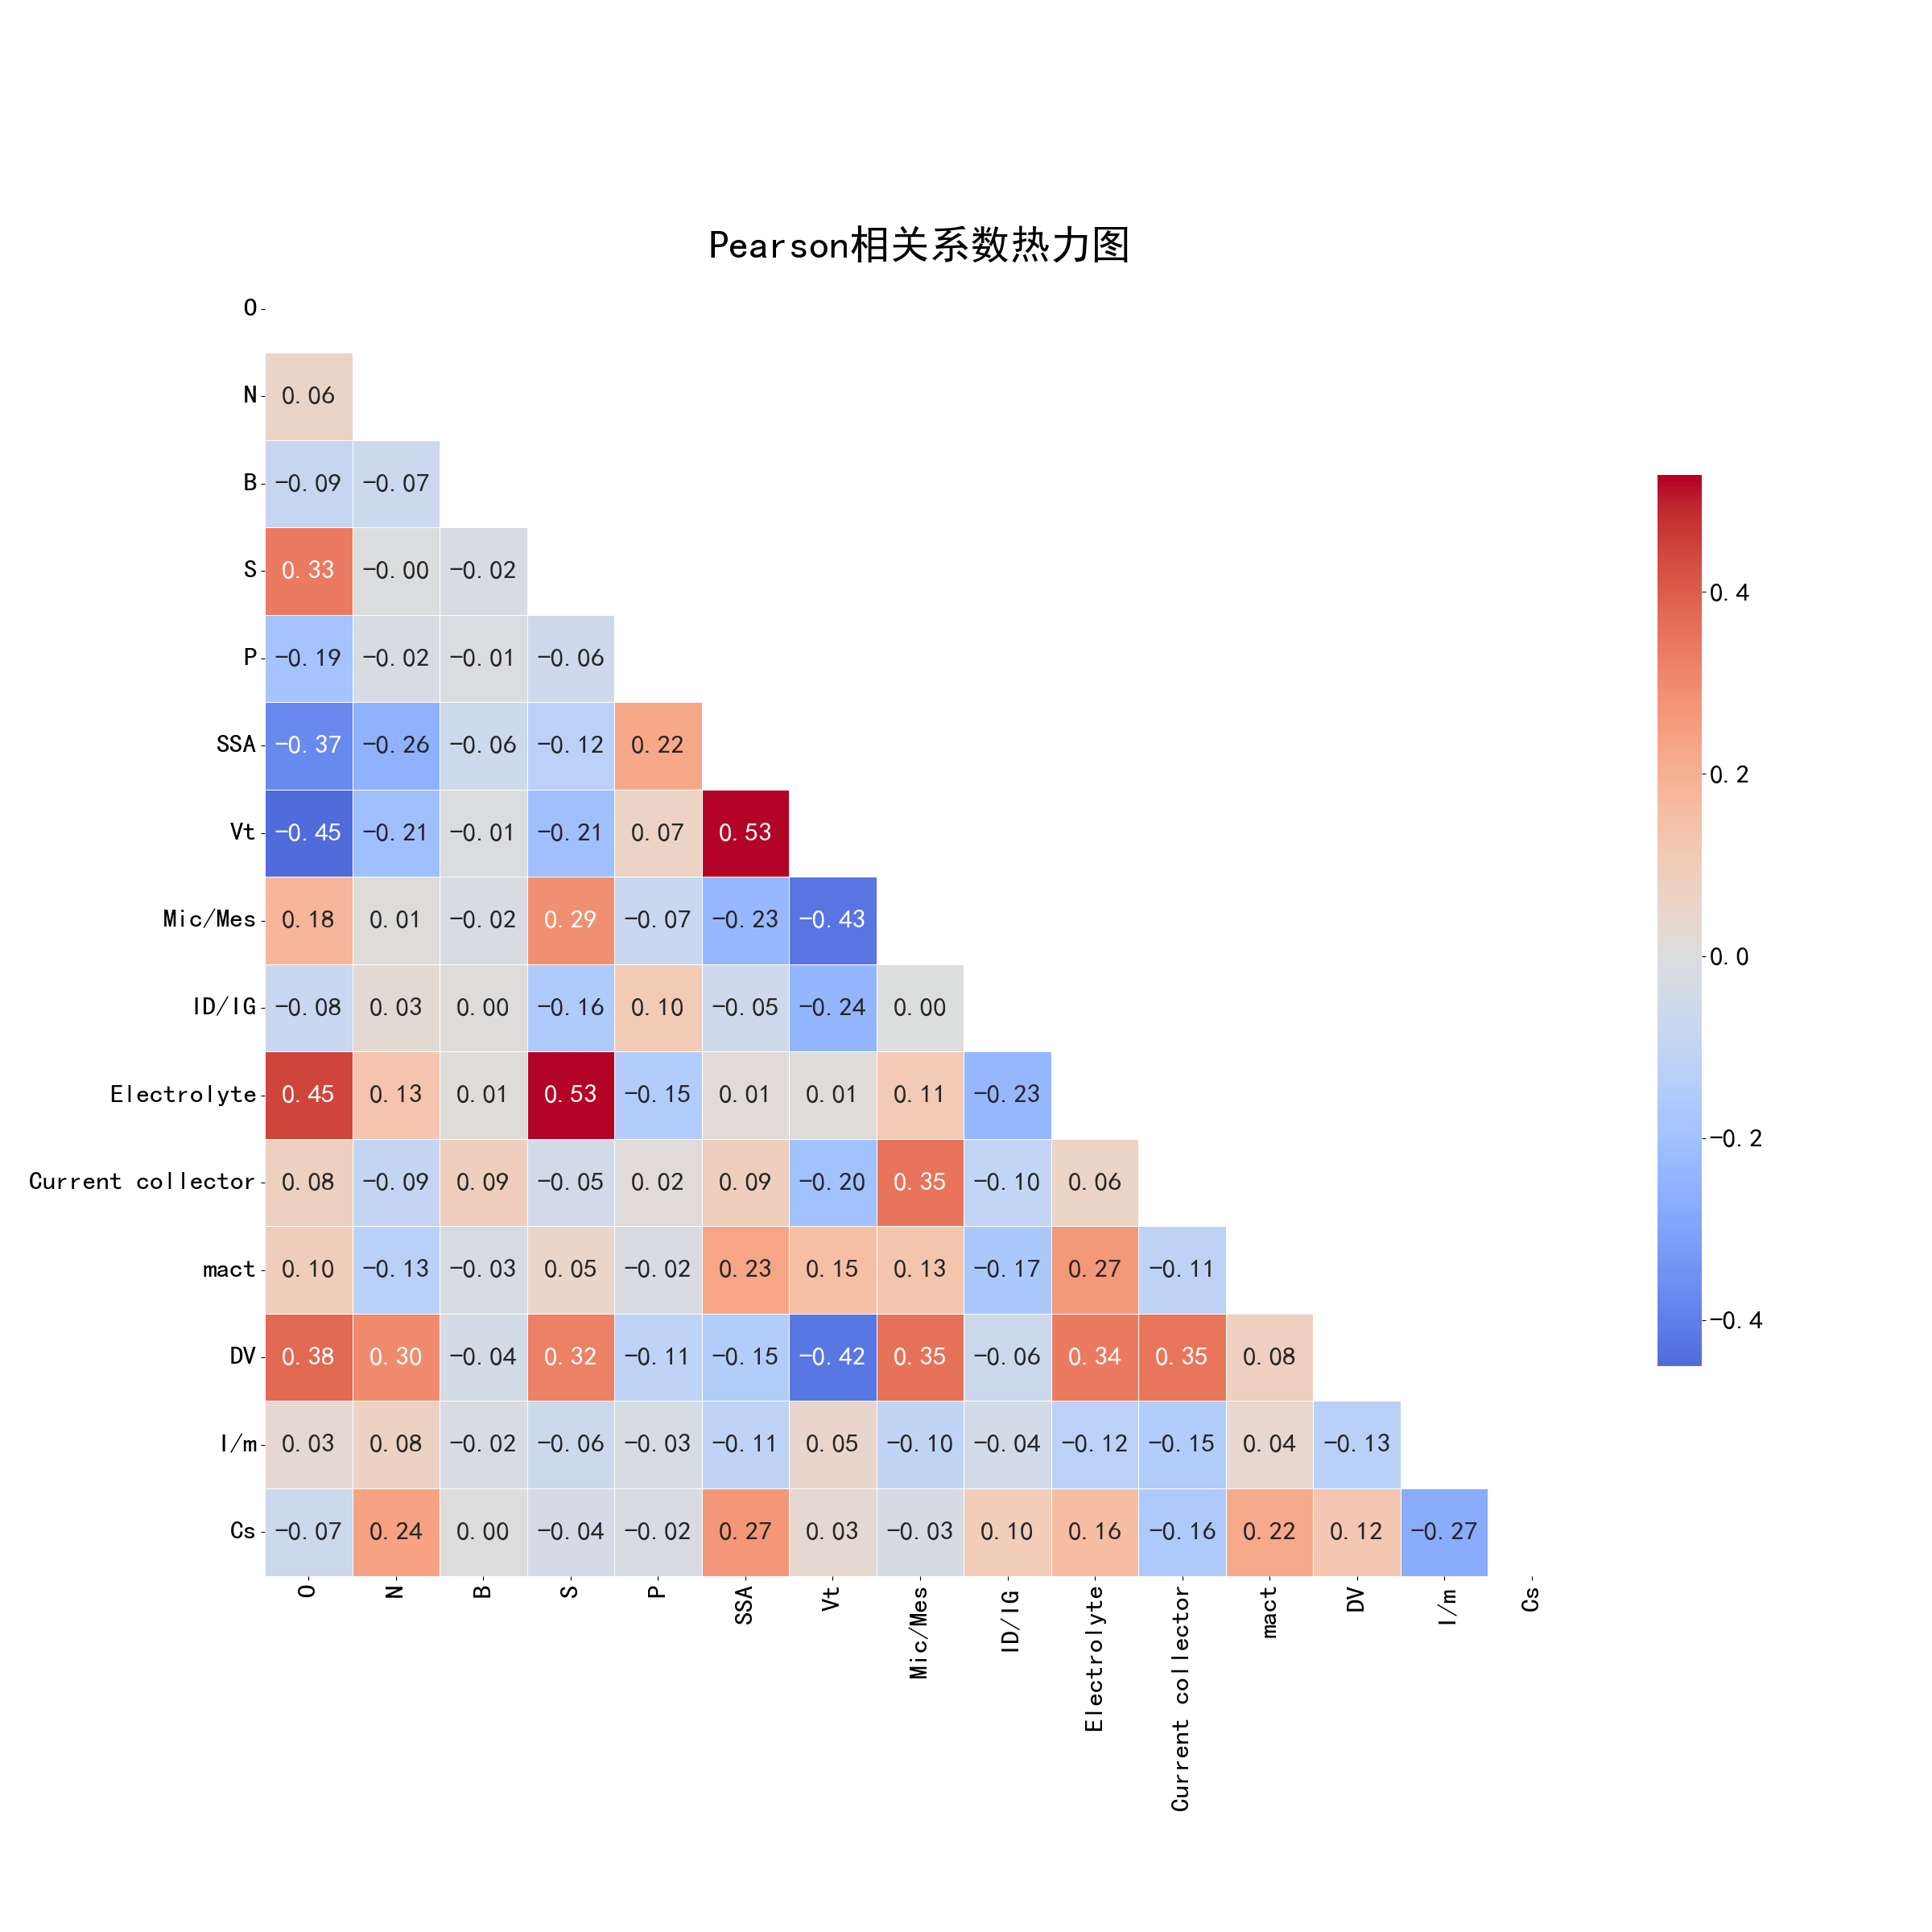 Pearson相关系数热力图
O
N 0.06
B -0.09 -0.07
S 0.33 -0.00 -0.02
P -0.19 -0.02 -0.01 -0.06
SSA -0.37 -0.26 -0.06 -0.12 0.22
Vt -0.45 -0.21 -0.01 -0.21 0.07 0.53
Mic/Mes 0.18 0.01 -0.02 0.29 -0.07 -0.23 -0.43
ID/IG -0.08 0.03 0.00 -0.16 0.10 -0.05 -0.24 0.00
Electrolyte 0.45 0.13 0.01 0.53 -0.15 0.01 0.01 0.11 -0.23
Current collector 0.08 -0.09 0.09 -0.05 0.02 0.09 -0.20 0.35 -0.10 0.06
mact 0.10 -0.13 -0.03 0.05 -0.02 0.23 0.15 0.13 -0.17 0.27 -0.11
DV 0.38 0.30 -0.04 0.32 -0.11 -0.15 -0.42 0.35 -0.06 0.34 0.35 0.08
I/m 0.03 0.08 -0.02 -0.06 -0.03 -0.11 0.05 -0.10 -0.04 -0.12 -0.15 0.04 -0.13
Cs -0.07 0.24 0.00 -0.04 -0.02 0.27 0.03 -0.03 0.10 0.16 -0.16 0.22 0.12 -0.27
O N B S P SSA Vt Mic/Mes ID/IG Electrolyte Current collector mact DV I/m Cs
0.4
0.2
0.0
-0.2
-0.4